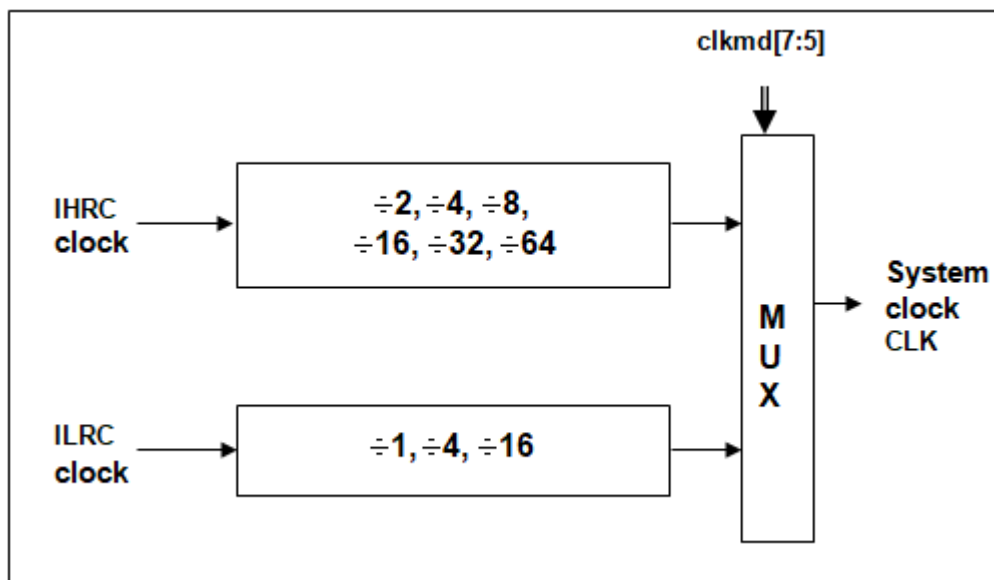 clkmd[7:5]
IHRC
clock
÷2, ÷4, ÷8,
÷16, ÷32, ÷64
System
clock
CLK
M
U
X
ILRC
clock
÷1, ÷4, ÷16